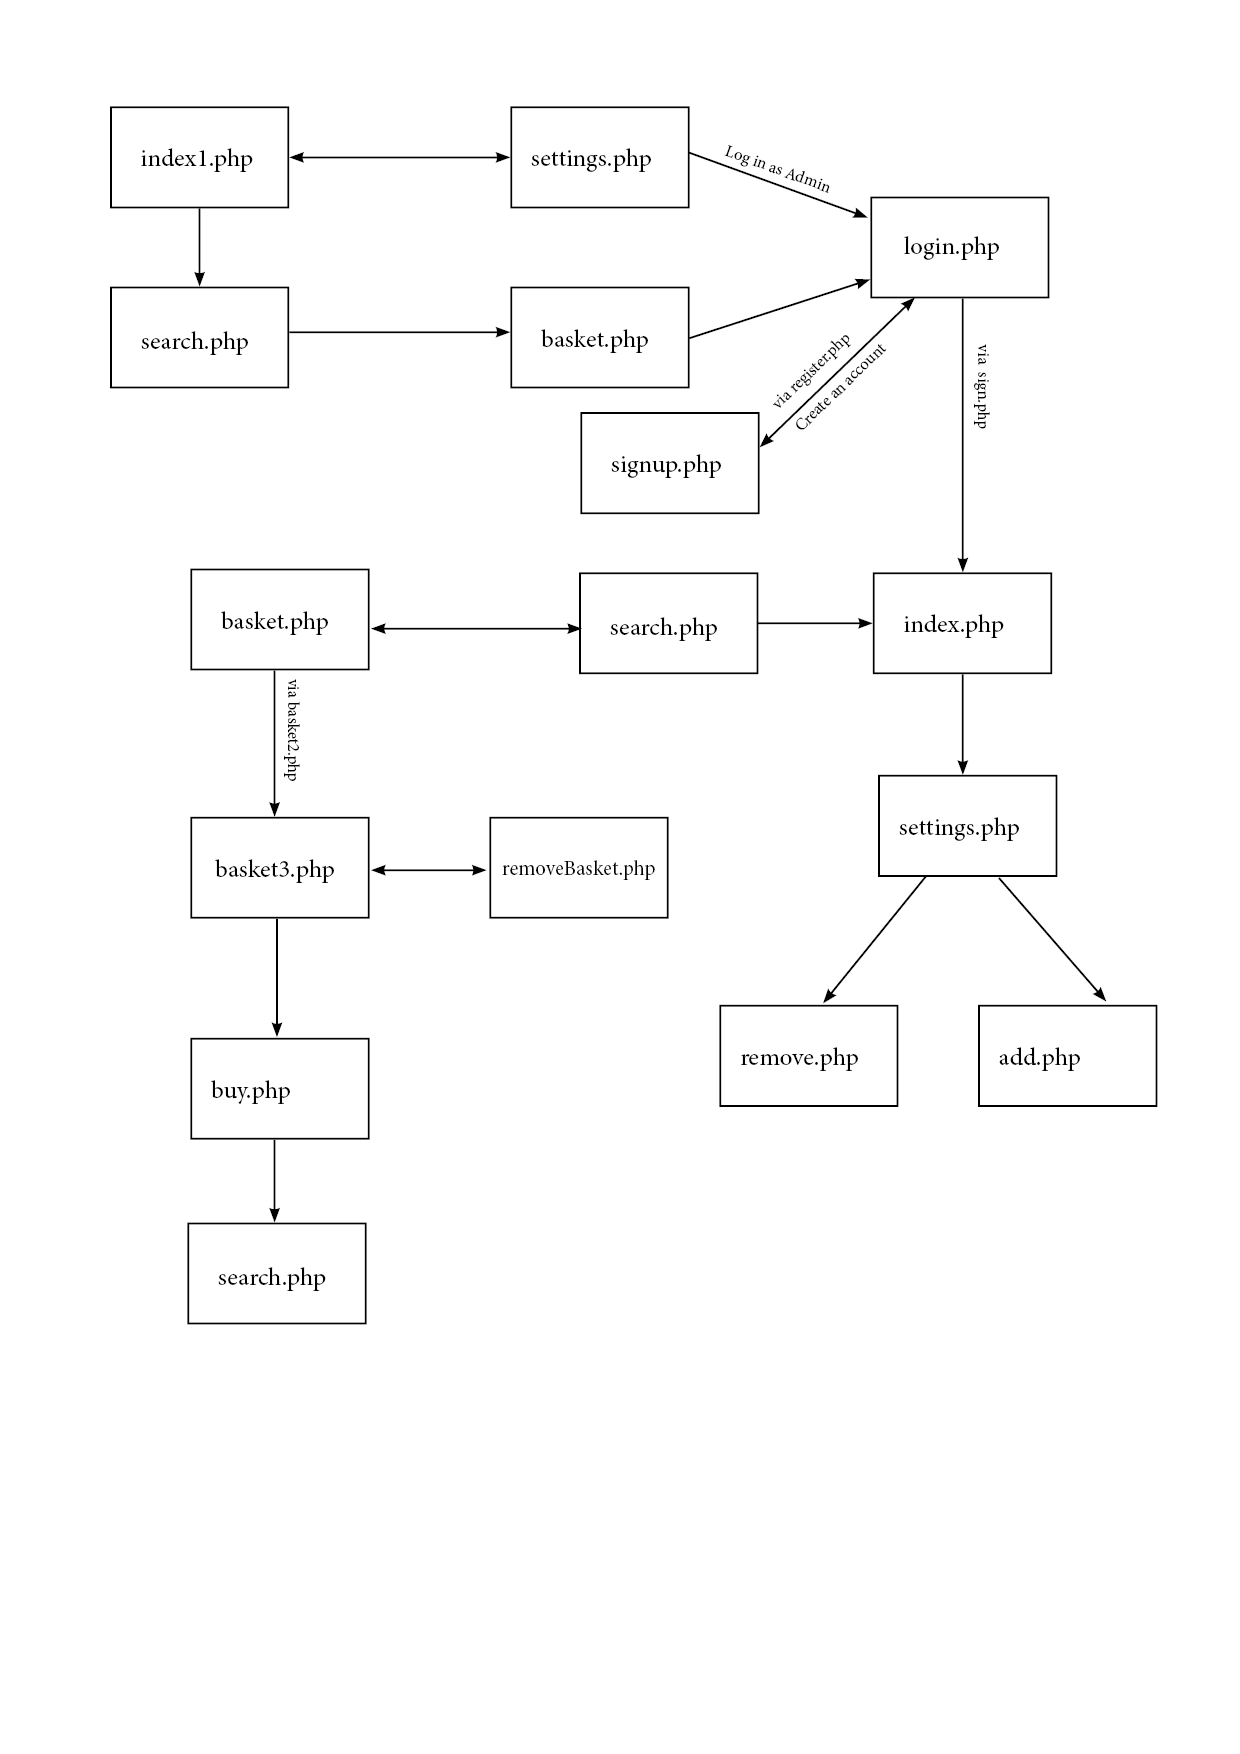 index1.php
settings.php
Log in as Admin
login.php
search.php
basket.php
via register.php
Create an account
via sign.php
signup.php
basket.php
search.php
index.php
via basket2.php
settings.php
basket3.php
removeBasket.php
remove.php
add.php
buy.php
search.php